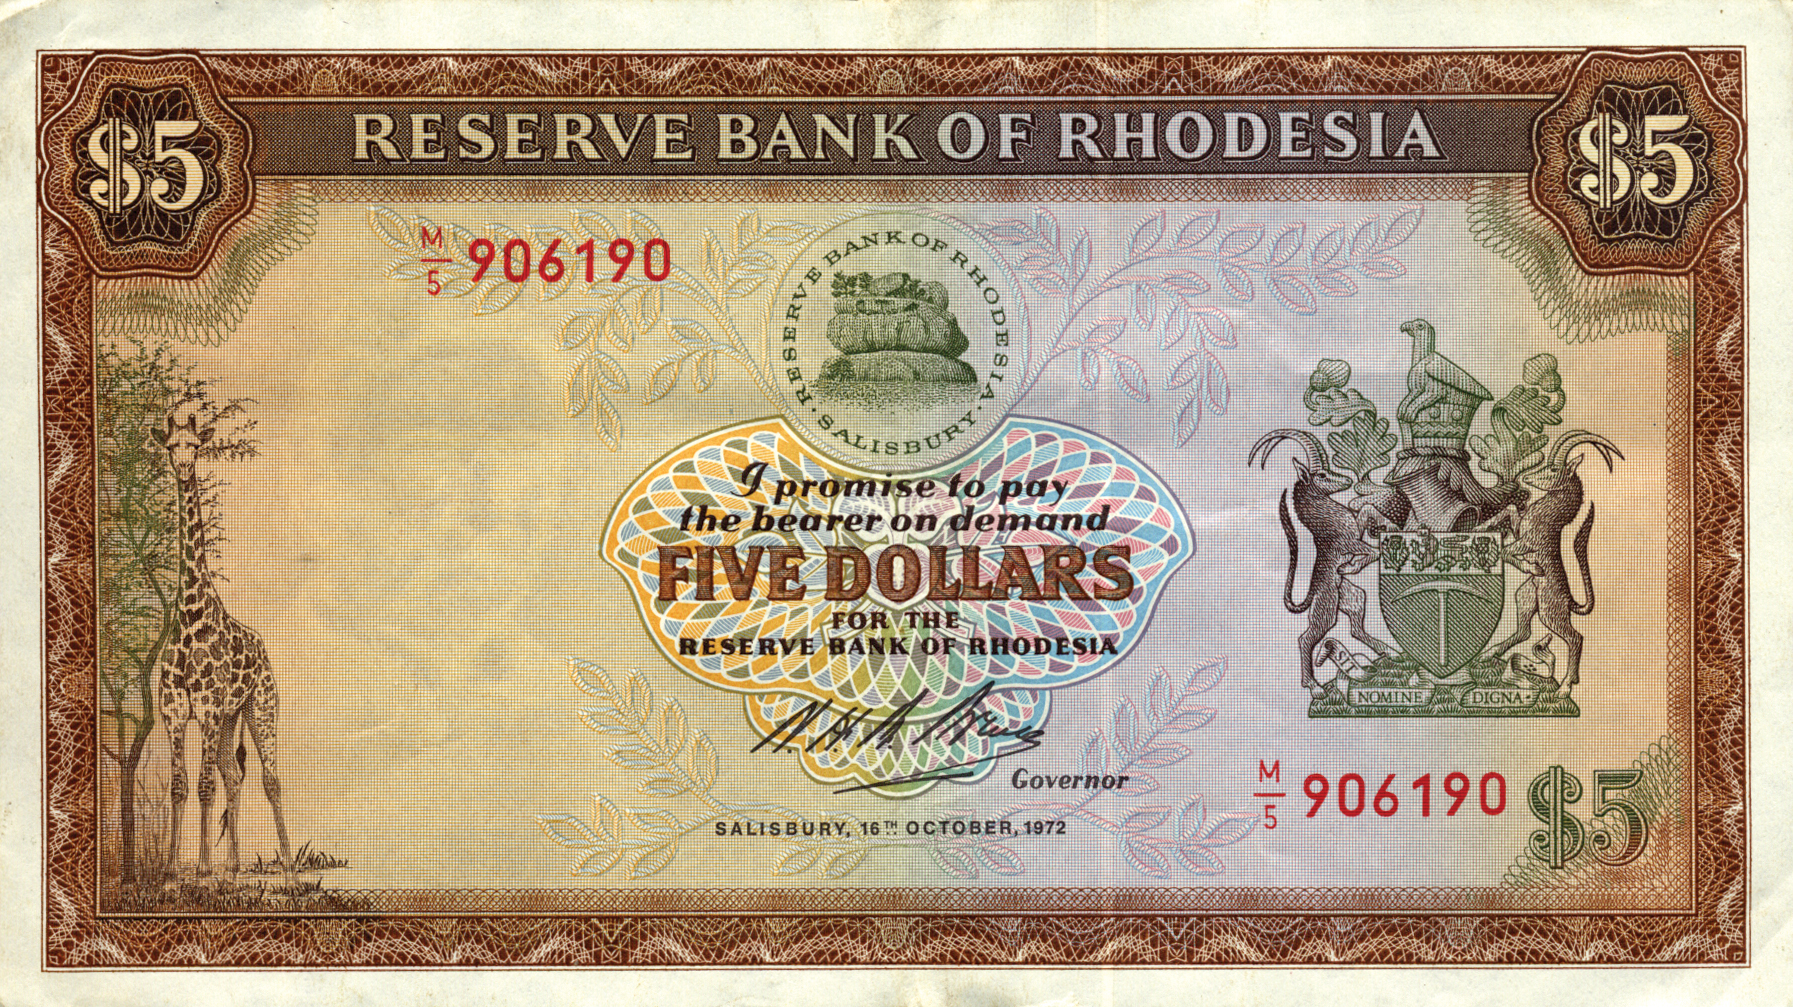 $5 RESERVE BANK OF RHODESIA $5
M/5 906190
RESERVE BANK OF RHODESIA.
· SALISBURY ·
I promise to pay
the bearer on demand
FIVE DOLLARS
FOR THE
RESERVE BANK OF RHODESIA
SIT NOMINE DIGNA
Governor
M/5 906190 $5
SALISBURY, 16TH OCTOBER, 1972